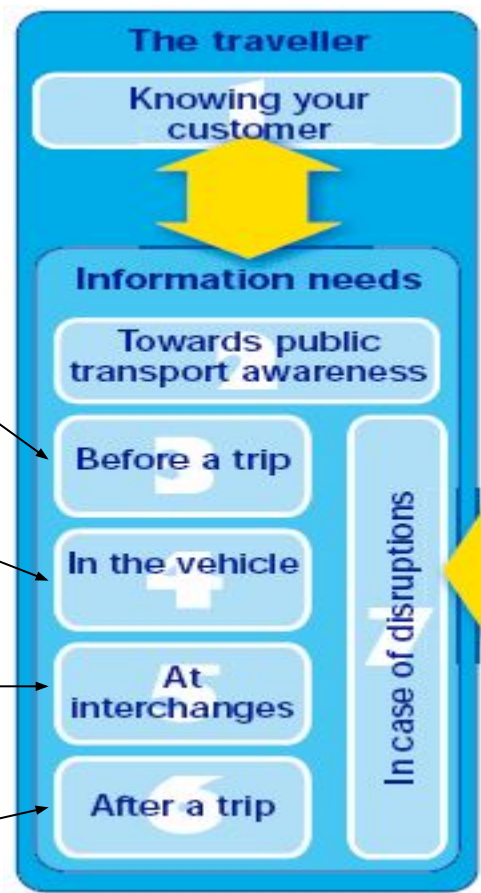 The traveller
1
Knowing your
customer
Information needs
2
Towards public
transport awareness
3
Before a trip
4
In the vehicle
5
At
interchanges
6
After a trip
7
In case of disruptions